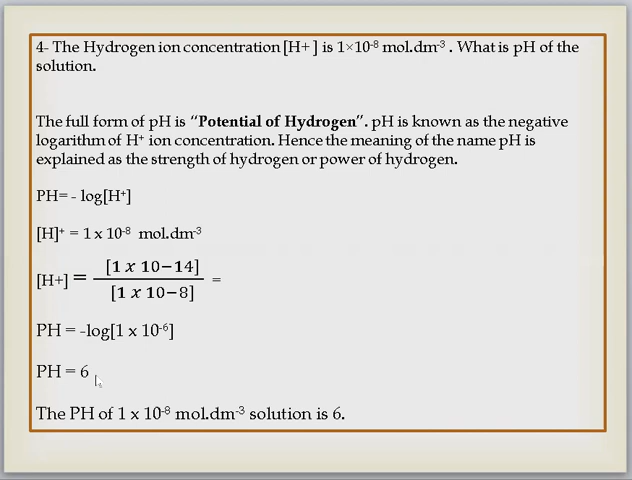 4- The Hydrogen ion concentration [H+ ] is 1×10⁻⁸ mol.dm⁻³ . What is pH of the
solution.
The full form of pH is “Potential of Hydrogen”. pH is known as the negative
logarithm of H⁺ ion concentration. Hence the meaning of the name pH is
explained as the strength of hydrogen or power of hydrogen.
PH= - log[H⁺]
[H]⁺ = 1 x 10⁻⁸ mol.dm⁻³
[H+] = [1 x 10−14] / [1 x 10−8] =
PH = -log[1 x 10⁻⁶]
PH = 6
The PH of 1 x 10⁻⁸ mol.dm⁻³ solution is 6.